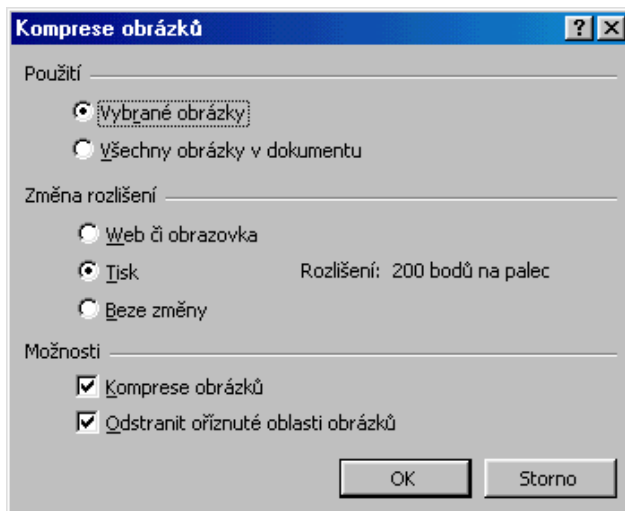 Komprese obrázků
Použití
Vybrané obrázky
Všechny obrázky v dokumentu
Změna rozlišení
Web či obrazovka
Tisk Rozlišení: 200 bodů na palec
Beze změny
Možnosti
Komprese obrázků
Odstranit oříznuté oblasti obrázků
OK Storno